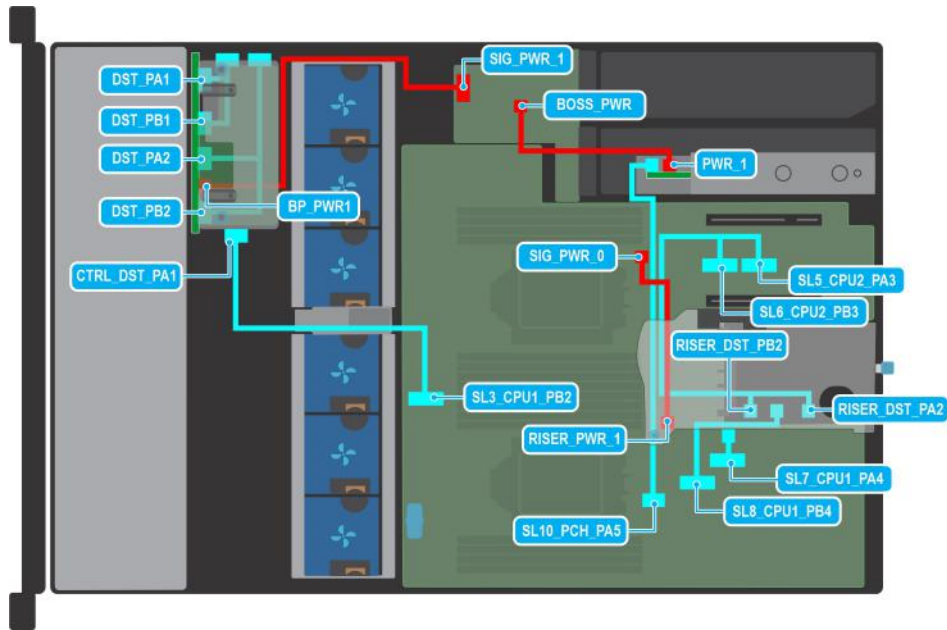 SIG_PWR_1
DST_PA1
BOSS_PWR
DST_PB1
DST_PA2
PWR_1
DST_PB2
BP_PWR1
SIG_PWR_0
CTRL_DST_PA1
SL5_CPU2_PA3
SL6_CPU2_PB3
RISER_DST_PB2
SL3_CPU1_PB2
RISER_DST_PA2
RISER_PWR_1
SL7_CPU1_PA4
SL8_CPU1_PB4
SL10_PCH_PA5